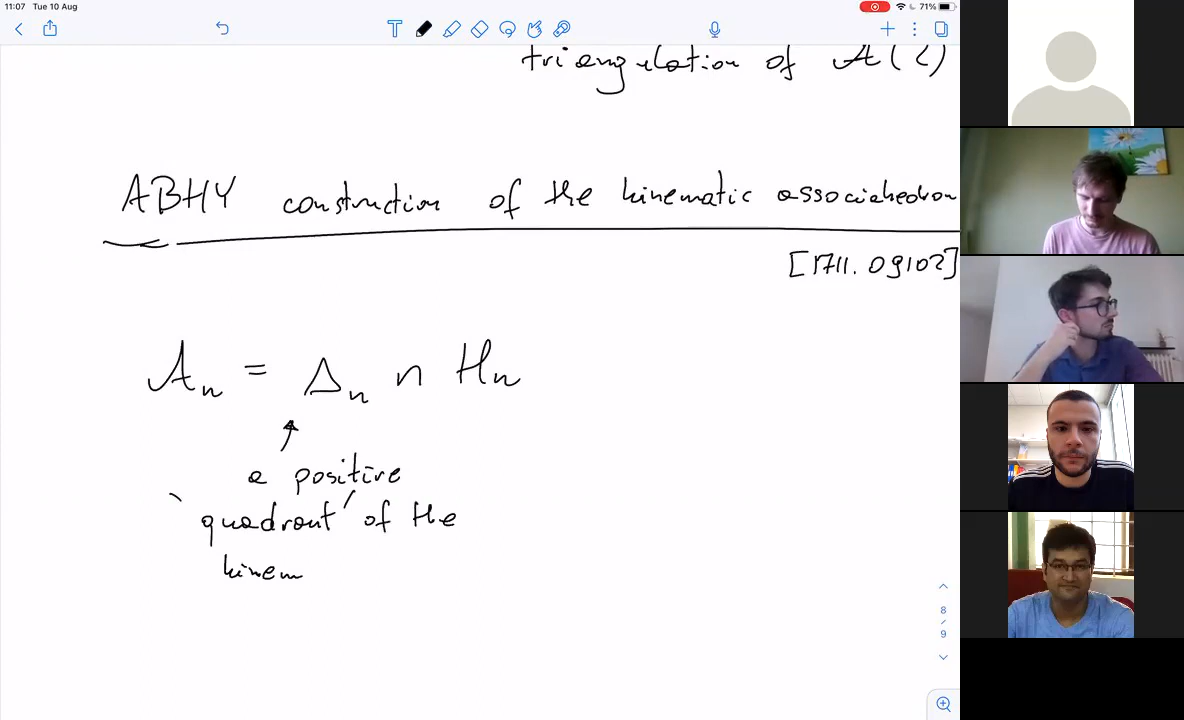 11:07 Tue 10 Aug
71%
triangulation of A(2)
ABHY construction of the kinematic associahedron
[1711.09102]
An = Δn ∩ Hn
a positive
`quadrant' of the
kinem
8
/
9